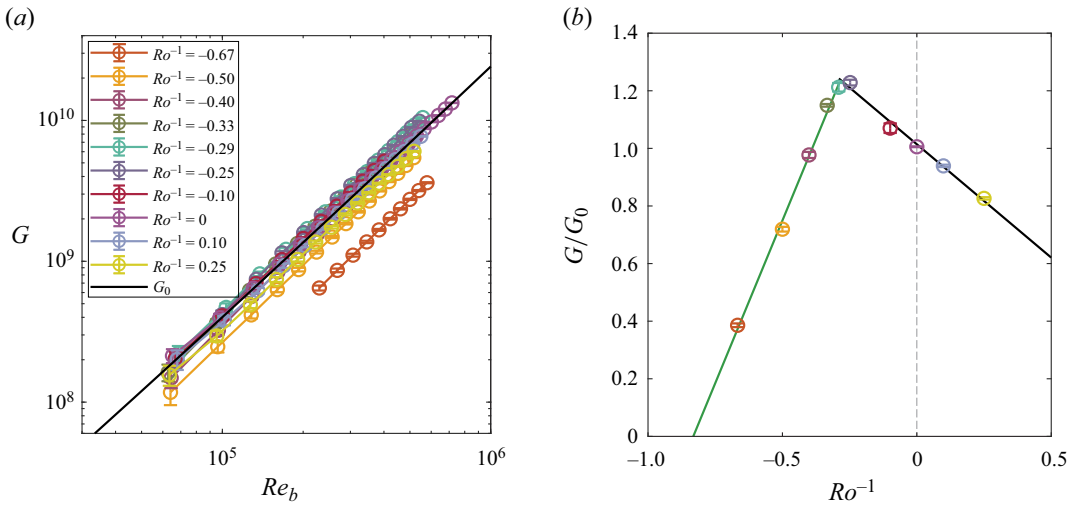 (a)
G
10^10
10^9
10^8
Ro^−1 = −0.67
Ro^−1 = −0.50
Ro^−1 = −0.40
Ro^−1 = −0.33
Ro^−1 = −0.29
Ro^−1 = −0.25
Ro^−1 = −0.10
Ro^−1 = 0
Ro^−1 = 0.10
Ro^−1 = 0.25
G_0
10^5 10^6
Re_b
(b)
G/G_0
1.4
1.2
1.0
0.8
0.6
0.4
0.2
0
−1.0 −0.5 0 0.5
Ro^−1